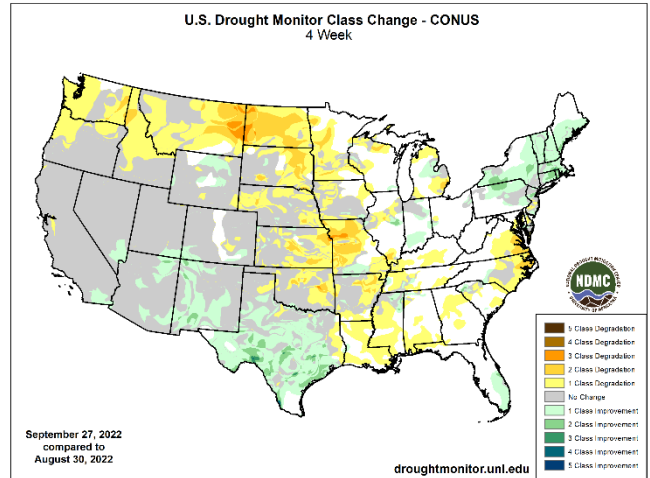 U.S. Drought Monitor Class Change - CONUS
4 Week
NDMC
5 Class Degradation
4 Class Degradation
3 Class Degradation
2 Class Degradation
1 Class Degradation
No Change
1 Class Improvement
2 Class Improvement
3 Class Improvement
4 Class Improvement
5 Class Improvement
September 27, 2022
compared to
August 30, 2022
droughtmonitor.unl.edu